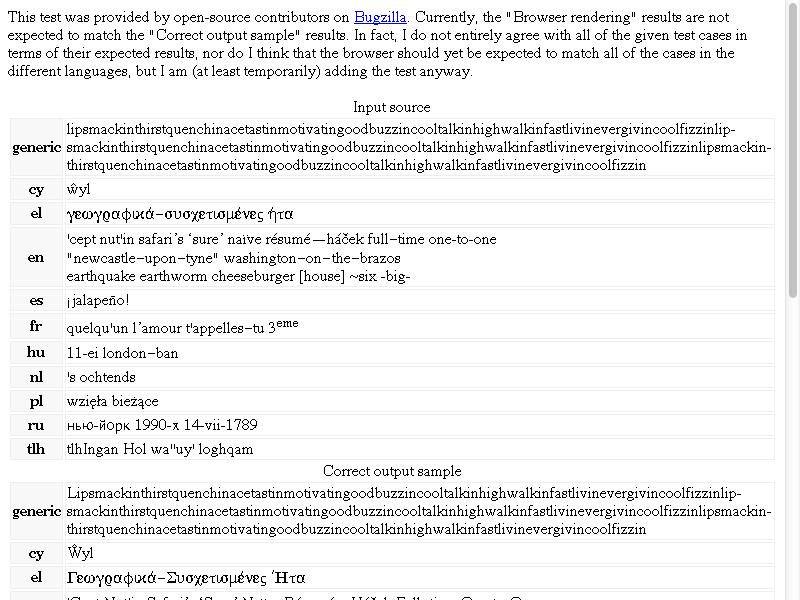 This test was provided by open-source contributors on Bugzilla. Currently, the "Browser rendering" results are not
expected to match the "Correct output sample" results. In fact, I do not entirely agree with all of the given test cases in
terms of their expected results, nor do I think that the browser should yet be expected to match all of the cases in the
different languages, but I am (at least temporarily) adding the test anyway.
Input source
generic lipsmackinthirstquenchinacetastinmotivatingoodbuzzincooltalkinhighwalkinfastlivinevergivincoolfizzinlip-
smackinthirstquenchinacetastinmotivatingoodbuzzincooltalkinhighwalkinfastlivinevergivincoolfizzinlipsmackin-
thirstquenchinacetastinmotivatingoodbuzzincooltalkinhighwalkinfastlivinevergivincoolfizzin
cy ŵyl
el γεωγραφικά−συσχετισμένες ήτα
en 'cept nut'in safari’s ‘sure’ naïve résumé—háček full−time one-to-one
"newcastle−upon−tyne" washington−on−the−brazos
earthquake earthworm cheeseburger [house] ~six -big-
es ¡jalapeño!
fr quelqu'un l’amour t'appelles−tu 3eme
hu 11-ei london−ban
nl 's ochtends
pl wzięła bieżące
ru нью-йорк 1990-х 14-vii-1789
tlh tlhIngan Hol wa''uy' loghqam
Correct output sample
generic Lipsmackinthirstquenchinacetastinmotivatingoodbuzzincooltalkinhighwalkinfastlivinevergivincoolfizzinlip-
smackinthirstquenchinacetastinmotivatingoodbuzzincooltalkinhighwalkinfastlivinevergivincoolfizzinlipsmackin-
thirstquenchinacetastinmotivatingoodbuzzincooltalkinhighwalkinfastlivinevergivincoolfizzin
cy Ŵyl
el Γεωγραφικά−Συσχετισμένες Ήτα